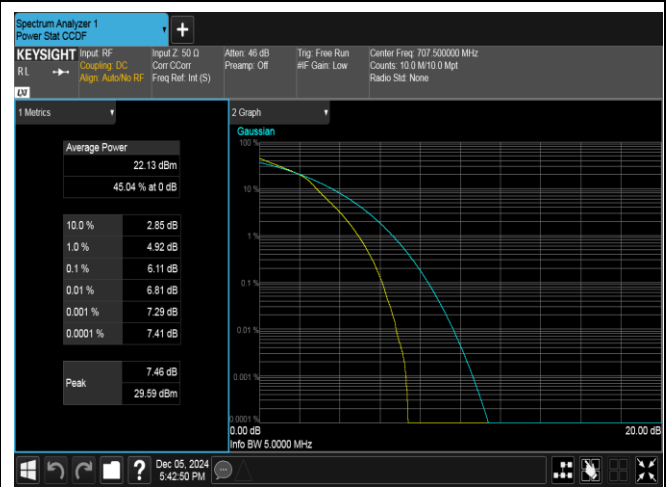 Spectrum Analyzer 1
Power Stat CCDF
+
KEYSIGHT
RL
LXI
Input: RF
Coupling: DC
Align: Auto/No RF
Input Z: 50 Ω
Corr CCorr
Freq Ref: Int (S)
Atten: 46 dB
Preamp: Off
Trig: Free Run
#IF Gain: Low
Center Freq: 707.500000 MHz
Counts: 10.0 M/10.0 Mpt
Radio Std: None
1 Metrics
Average Power
22.13 dBm
45.04 % at 0 dB
10.0 % 2.85 dB
1.0 % 4.92 dB
0.1 % 6.11 dB
0.01 % 6.81 dB
0.001 % 7.29 dB
0.0001 % 7.41 dB
Peak
7.46 dB
29.59 dBm
2 Graph
Gaussian
100 %
10 %
1 %
0.1 %
0.01 %
0.001 %
0.0001 %
0.00 dB
20.00 dB
Info BW 5.0000 MHz
?
Dec 05, 2024
5:42:50 PM